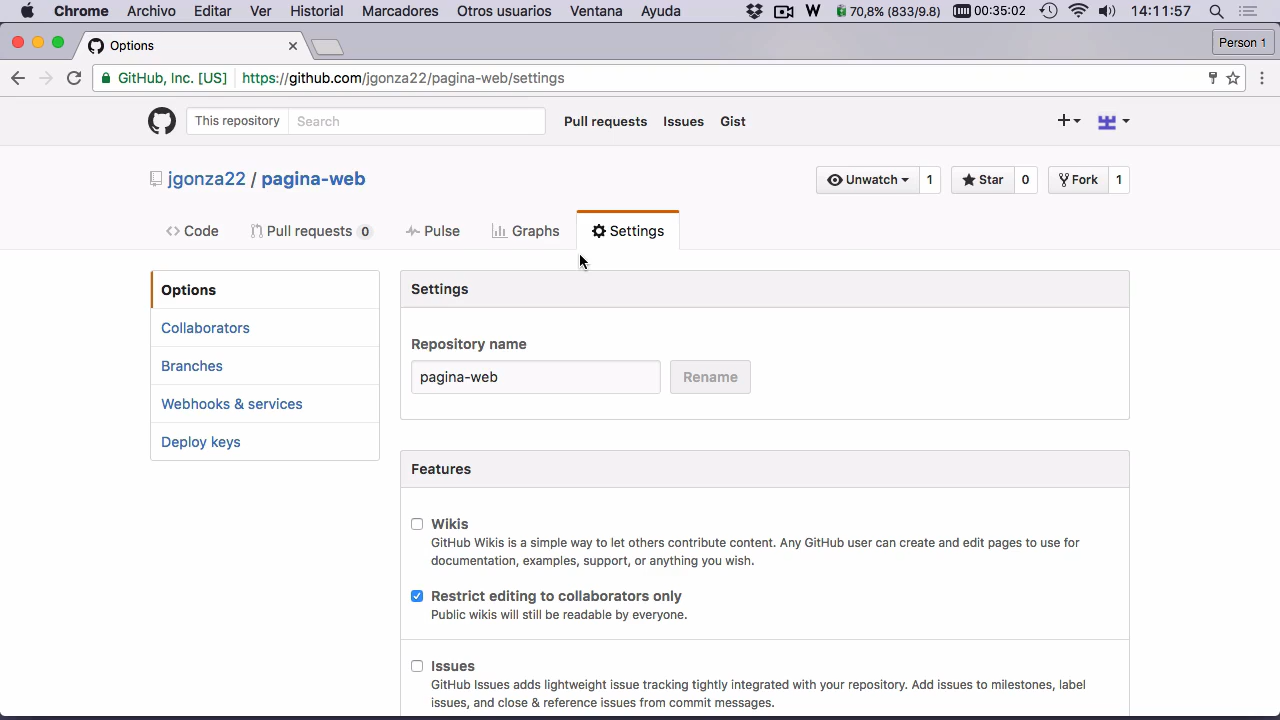 Chrome Archivo Editar Ver Historial Marcadores Otros usuarios Ventana Ayuda W 70,8% (833/9.8) 00:35:02 14:11:57
Options Person 1
GitHub, Inc. [US] https://github.com/jgonza22/pagina-web/settings
This repository Search Pull requests Issues Gist
jgonza22 / pagina-web Unwatch 1 Star 0 Fork 1
Code Pull requests 0 Pulse Graphs Settings
Options
Collaborators
Branches
Webhooks & services
Deploy keys
Settings
Repository name
pagina-web Rename
Features
Wikis
GitHub Wikis is a simple way to let others contribute content. Any GitHub user can create and edit pages to use for
documentation, examples, support, or anything you wish.
Restrict editing to collaborators only
Public wikis will still be readable by everyone.
Issues
GitHub Issues adds lightweight issue tracking tightly integrated with your repository. Add issues to milestones, label
issues, and close & reference issues from commit messages.